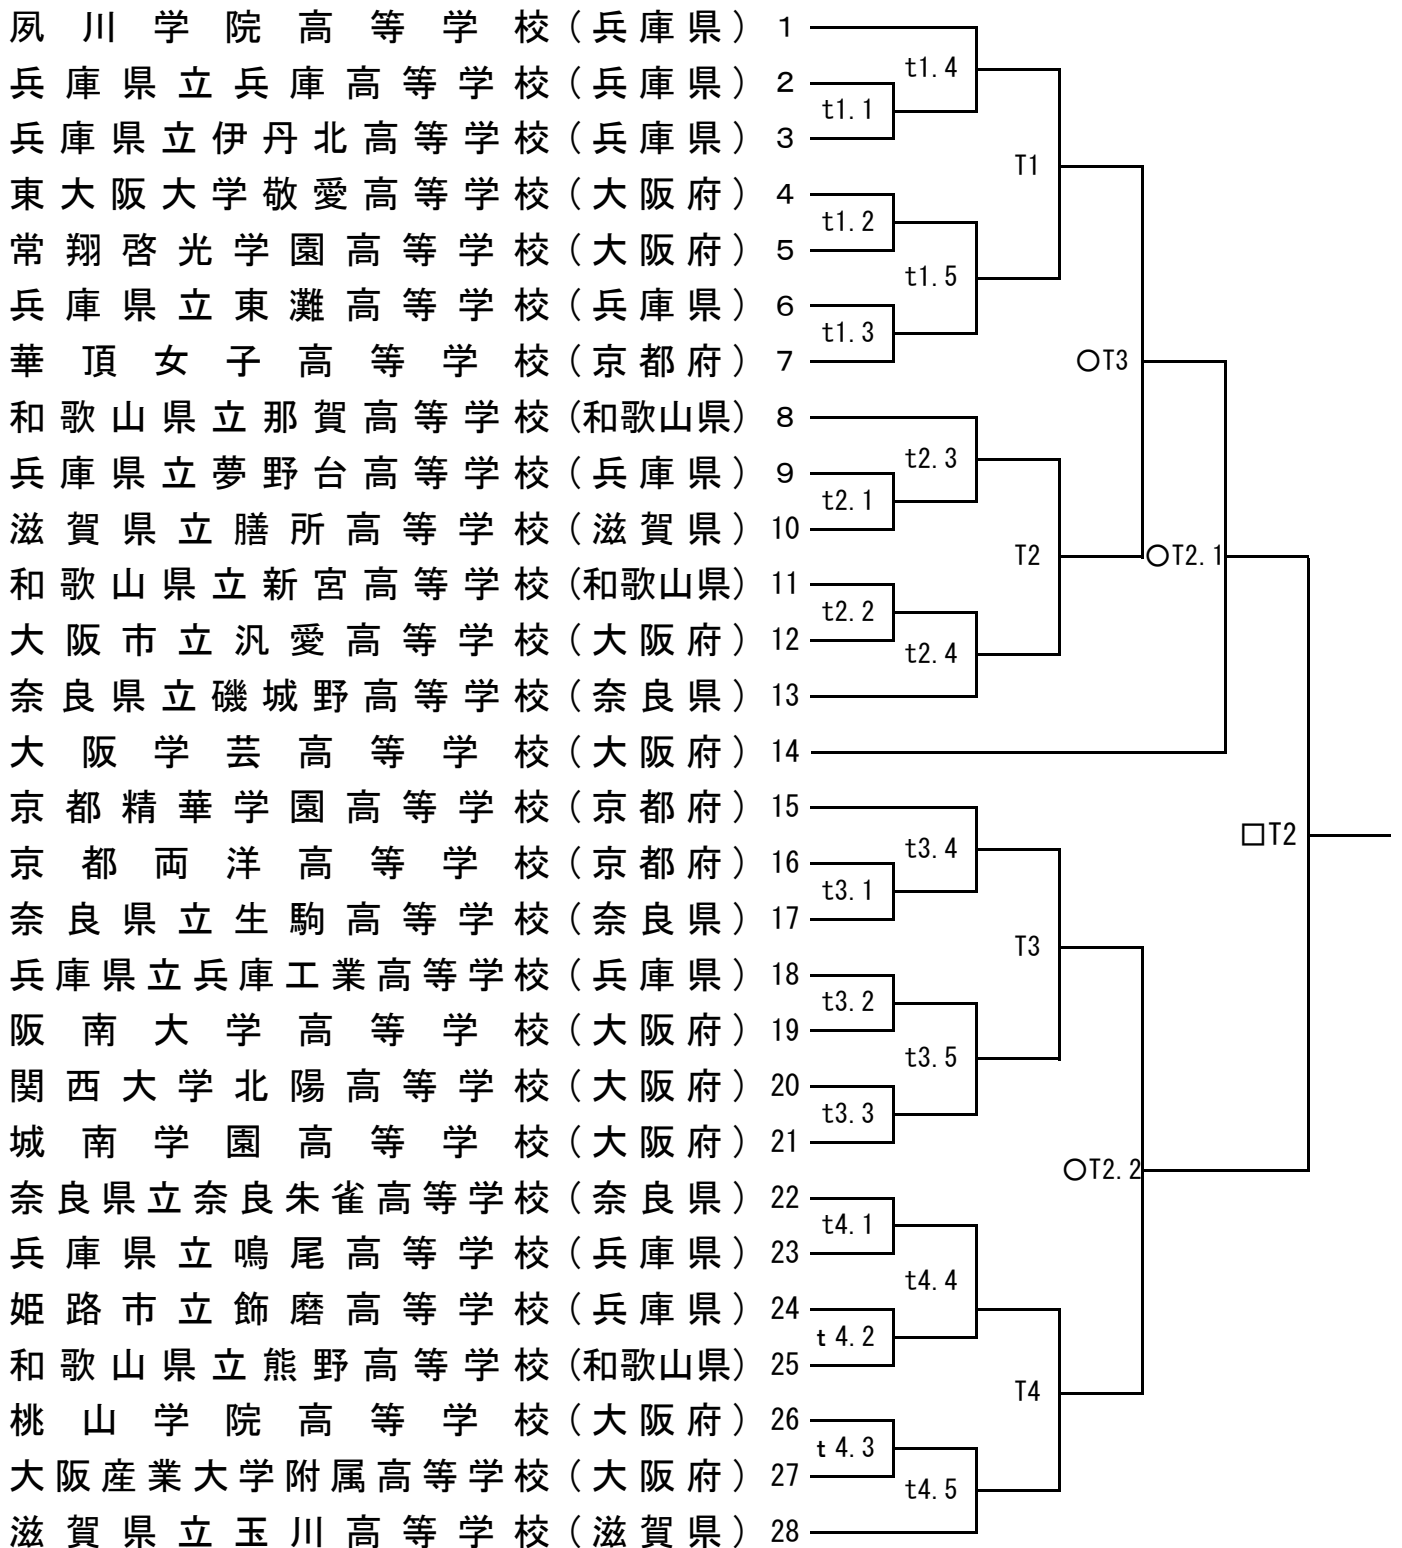 夙川学院高等学校(兵庫県) 1
t1.4
兵庫県立兵庫高等学校(兵庫県) 2
t1.1
兵庫県立伊丹北高等学校(兵庫県) 3
T1
東大阪大学敬愛高等学校(大阪府) 4
t1.2
常翔啓光学園高等学校(大阪府) 5
t1.5
兵庫県立東灘高等学校(兵庫県) 6
t1.3
華頂女子高等学校(京都府) 7
○T3
和歌山県立那賀高等学校(和歌山県) 8
t2.3
兵庫県立夢野台高等学校(兵庫県) 9
t2.1
滋賀県立膳所高等学校(滋賀県) 10
T2
○T2.1
和歌山県立新宮高等学校(和歌山県) 11
t2.2
大阪市立汎愛高等学校(大阪府) 12
t2.4
奈良県立磯城野高等学校(奈良県) 13
大阪学芸高等学校(大阪府) 14
京都精華学園高等学校(京都府) 15
□T2
t3.4
京都両洋高等学校(京都府) 16
t3.1
奈良県立生駒高等学校(奈良県) 17
T3
兵庫県立兵庫工業高等学校(兵庫県) 18
t3.2
阪南大学高等学校(大阪府) 19
t3.5
関西大学北陽高等学校(大阪府) 20
t3.3
城南学園高等学校(大阪府) 21
○T2.2
奈良県立奈良朱雀高等学校(奈良県) 22
t4.1
兵庫県立鳴尾高等学校(兵庫県) 23
t4.4
姫路市立飾磨高等学校(兵庫県) 24
t 4.2
和歌山県立熊野高等学校(和歌山県) 25
T4
桃山学院高等学校(大阪府) 26
t 4.3
大阪産業大学附属高等学校(大阪府) 27
t4.5
滋賀県立玉川高等学校(滋賀県) 28